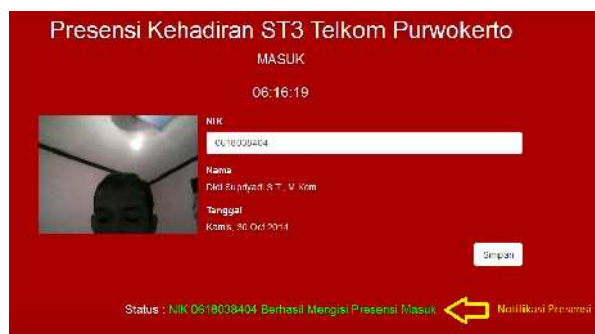 Presensi Kehadiran ST3 Telkom Purwokerto
MASUK
06:16:19
NIK
0618038404
Nama
Didi Supriyadi S.T., M.Kom
Tanggal
Kamis, 30 Oct 2014
Simpan
Status : NIK 0618038404 Berhasil Mengisi Presensi Masuk
Notifikasi Presensi